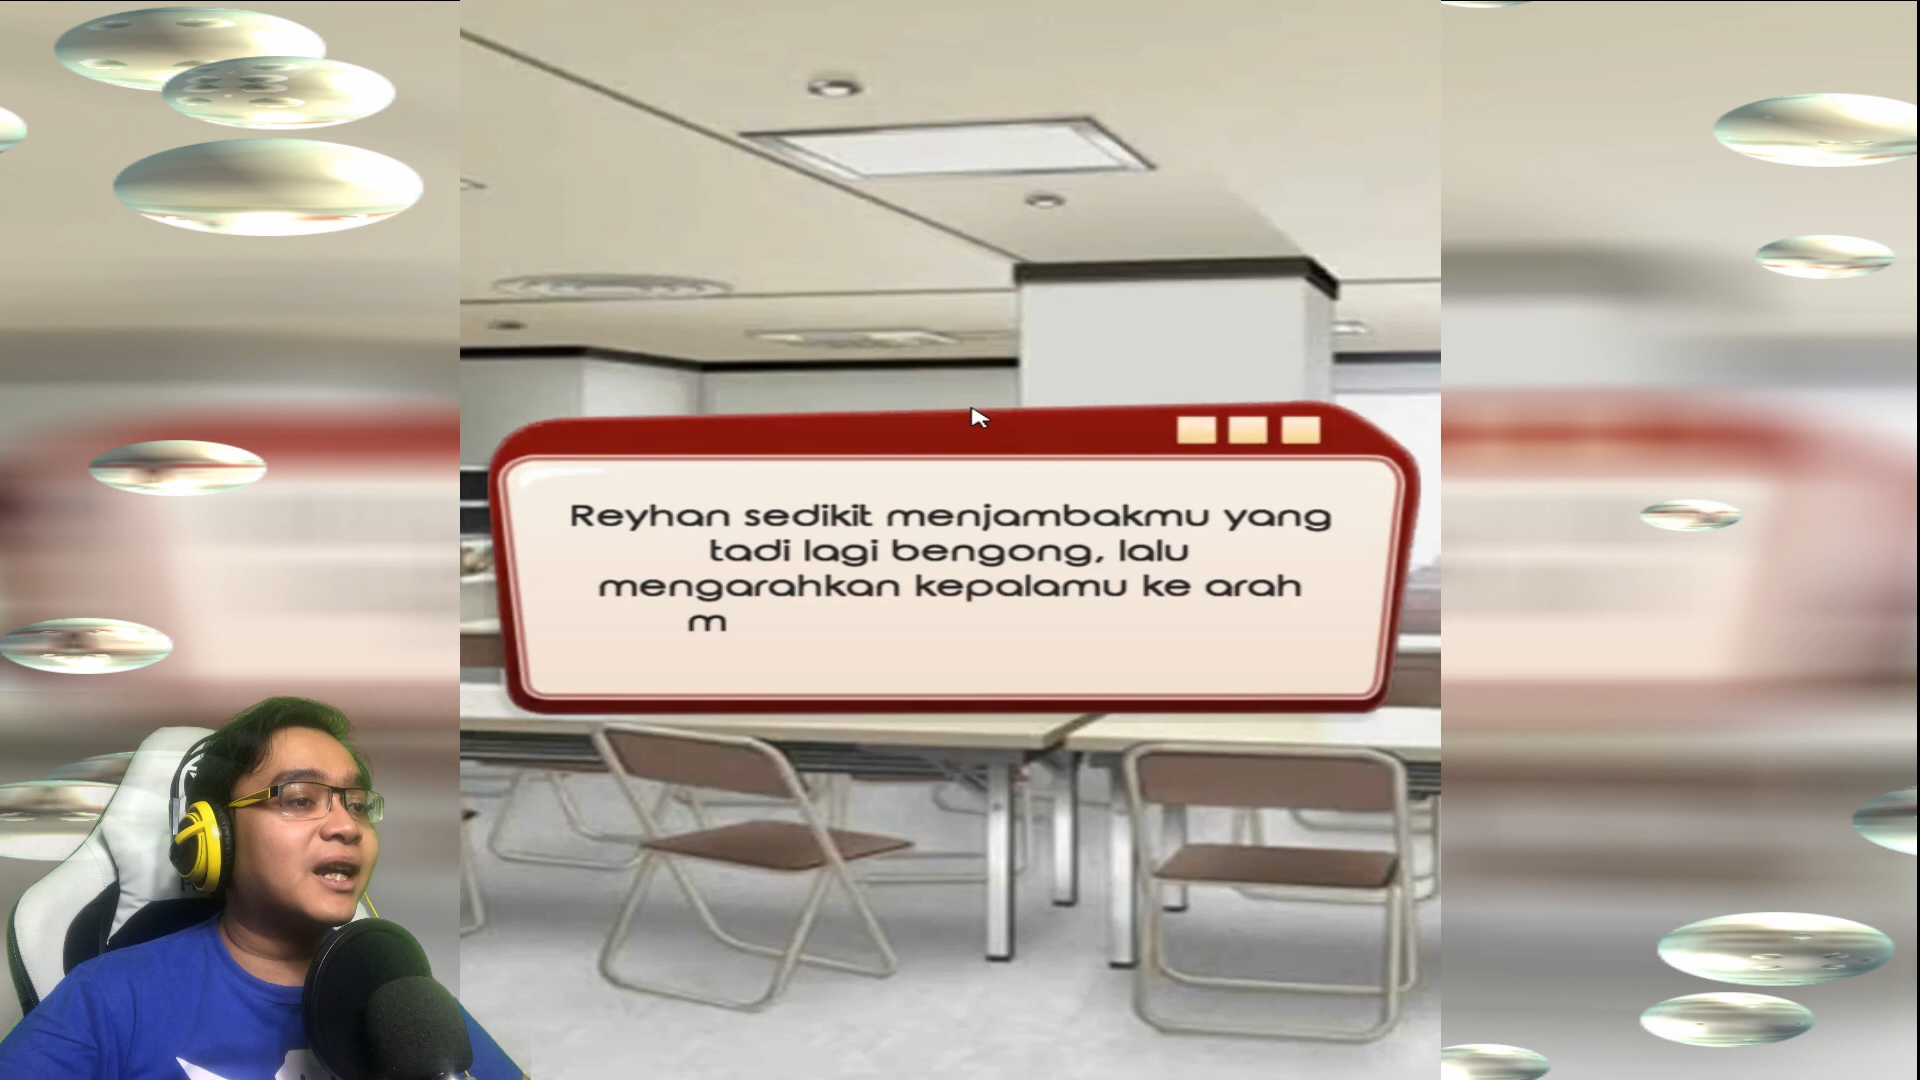 Reyhan sedikit menjambakmu yang
tadi lagi bengong, lalu
mengarahkan kepalamu ke arah
m